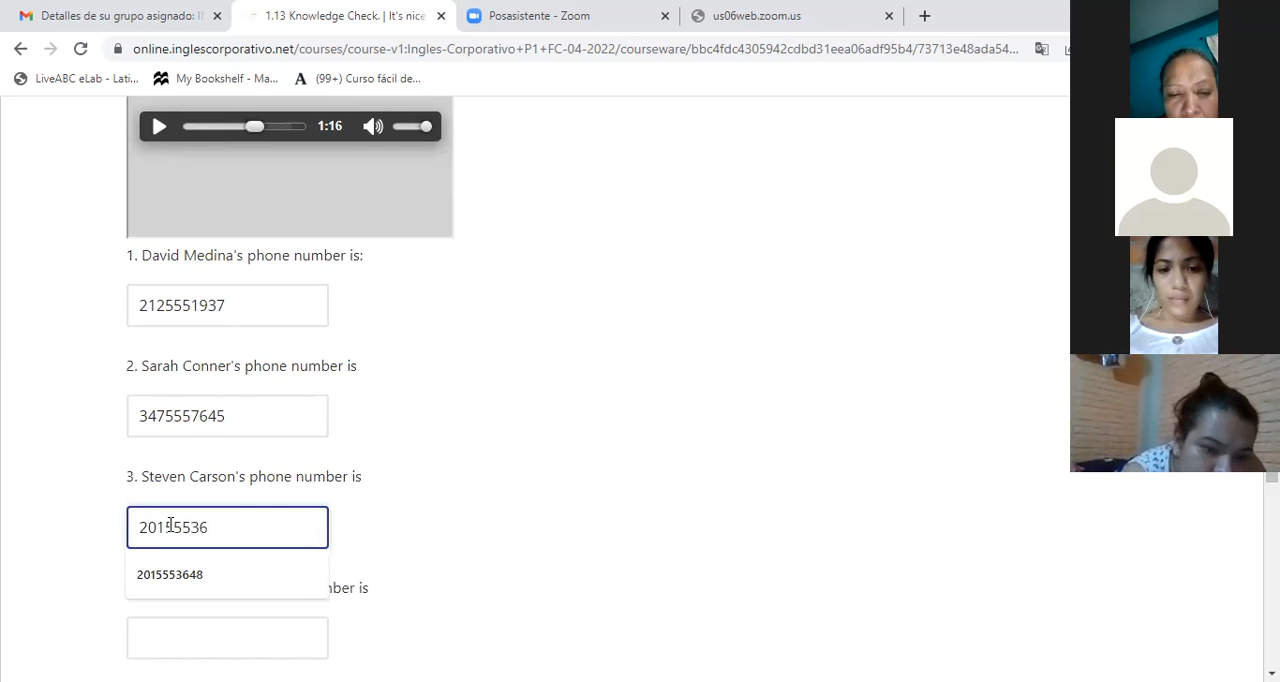 Detalles de su grupo asignado: I
1.13 Knowledge Check. | It's nice
Posasistente - Zoom
us06web.zoom.us
online.inglescorporativo.net/courses/course-v1:Ingles-Corporativo+P1+FC-04-2022/courseware/bbc4fdc4305942cdbd31eea06adf95b4/73713e48ada54...
LiveABC eLab - Lati...
My Bookshelf - Ma...
(99+) Curso fácil de...
1:16
1. David Medina's phone number is:
2125551937
2. Sarah Conner's phone number is
3475557645
3. Steven Carson's phone number is
20155536
2015553648
nber is